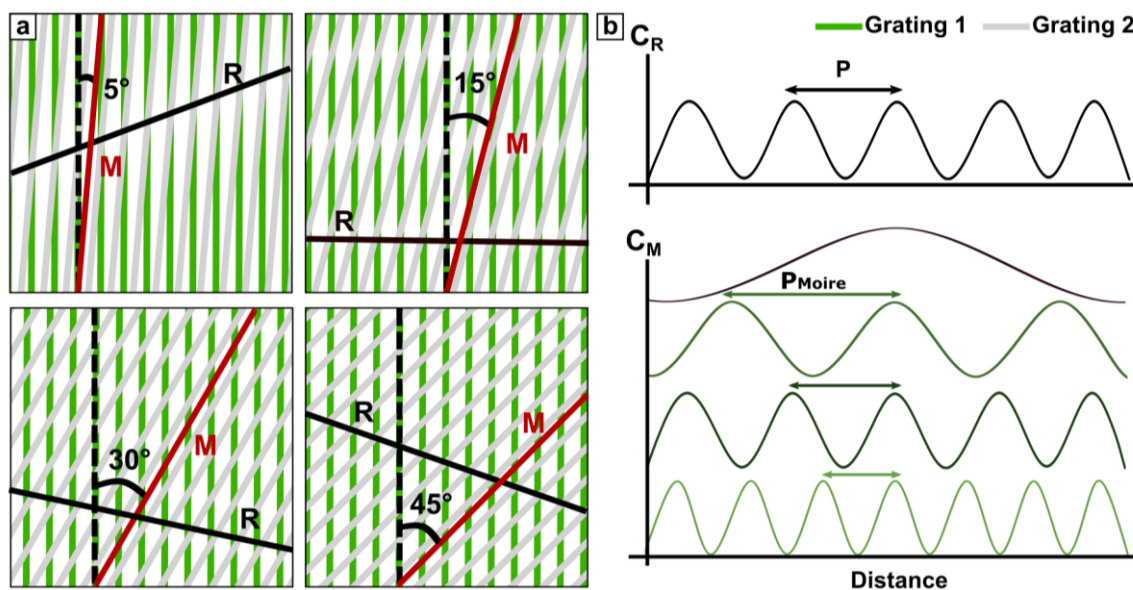 a
5°
R
M
15°
M
R
30°
M
R
R
M
45°
b
Grating 1
Grating 2
C_R
P
C_M
P_Moire
Distance